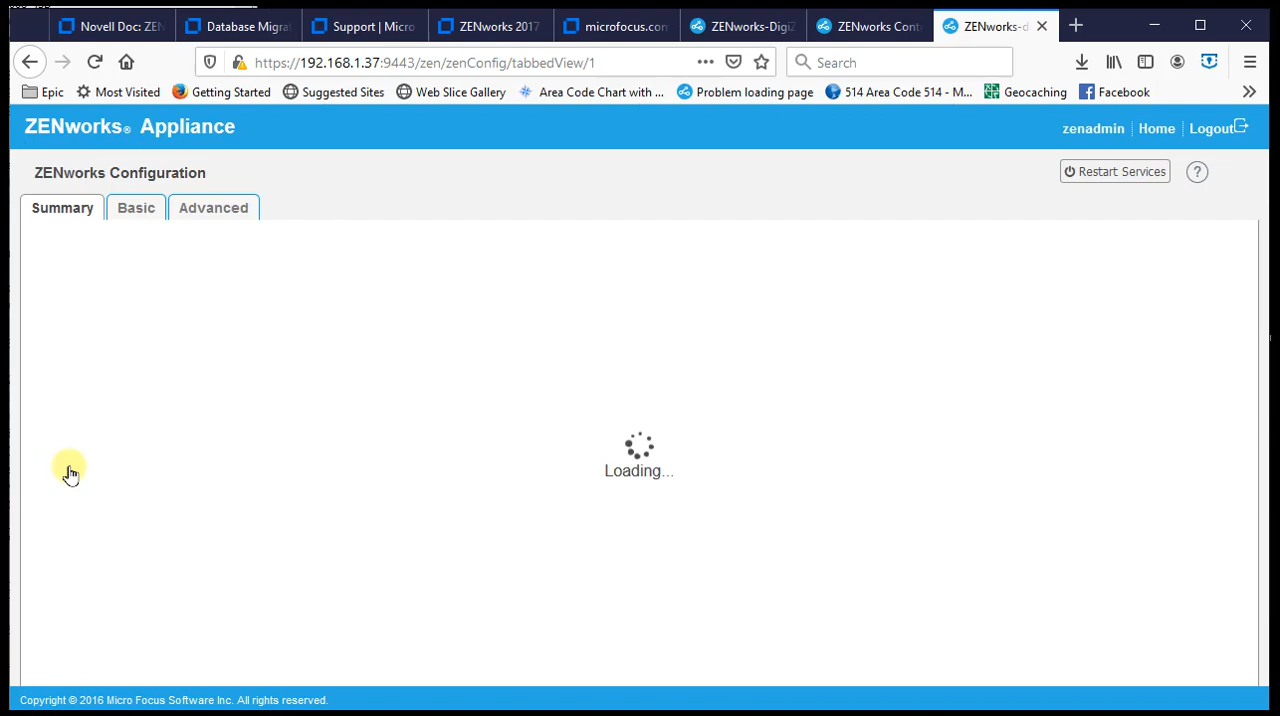 Novell Doc: ZEN
Database Migrat
Support | Micro
ZENworks 2017
microfocus.com
ZENworks-DigiZ
ZENworks Cont
ZENworks-d
https://192.168.1.37:9443/zen/zenConfig/tabbedView/1
Search
Epic
Most Visited
Getting Started
Suggested Sites
Web Slice Gallery
Area Code Chart with ...
Problem loading page
514 Area Code 514 - M...
Geocaching
Facebook
ZENworks® Appliance
zenadmin
Home
Logout
ZENworks Configuration
Restart Services
?
Summary
Basic
Advanced
Loading...
Copyright © 2016 Micro Focus Software Inc. All rights reserved.